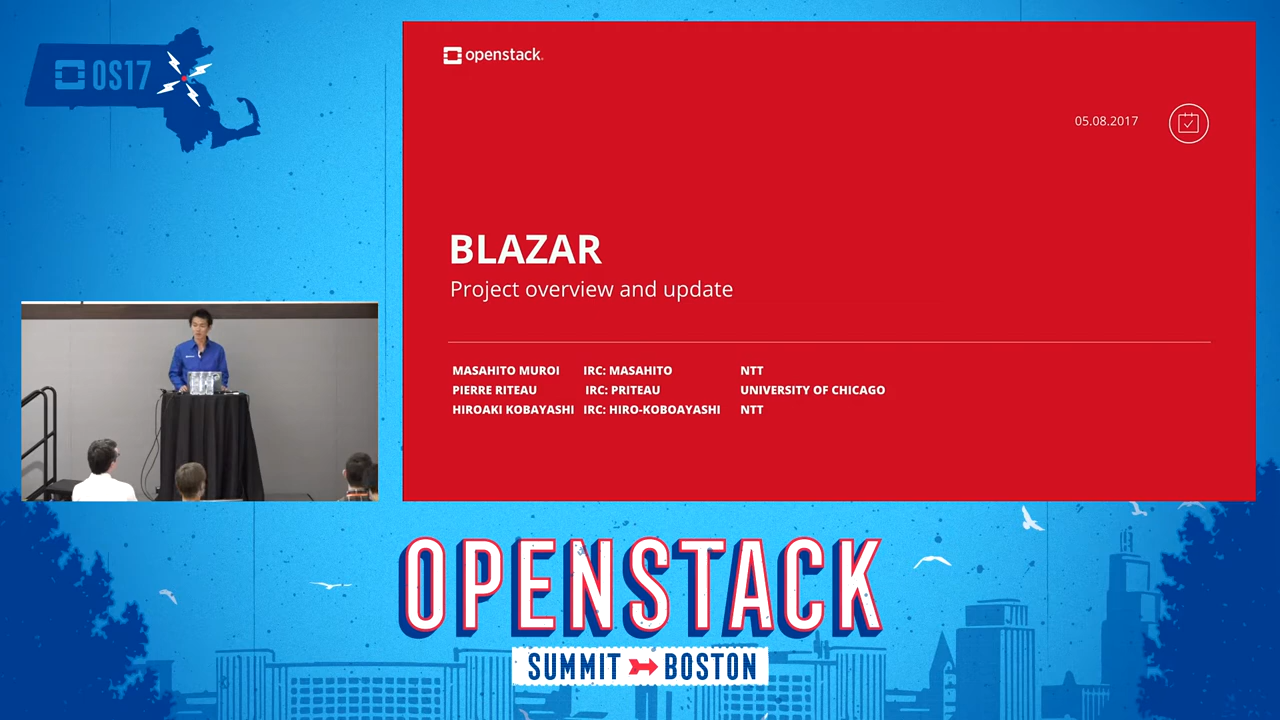 OS17
openstack.
05.08.2017
BLAZAR
Project overview and update
MASAHITO MUROI IRC: MASAHITO NTT
PIERRE RITEAU IRC: PRITEAU UNIVERSITY OF CHICAGO
HIROAKI KOBAYASHI IRC: HIRO-KOBOAYASHI NTT
OPENSTACK
SUMMIT BOSTON